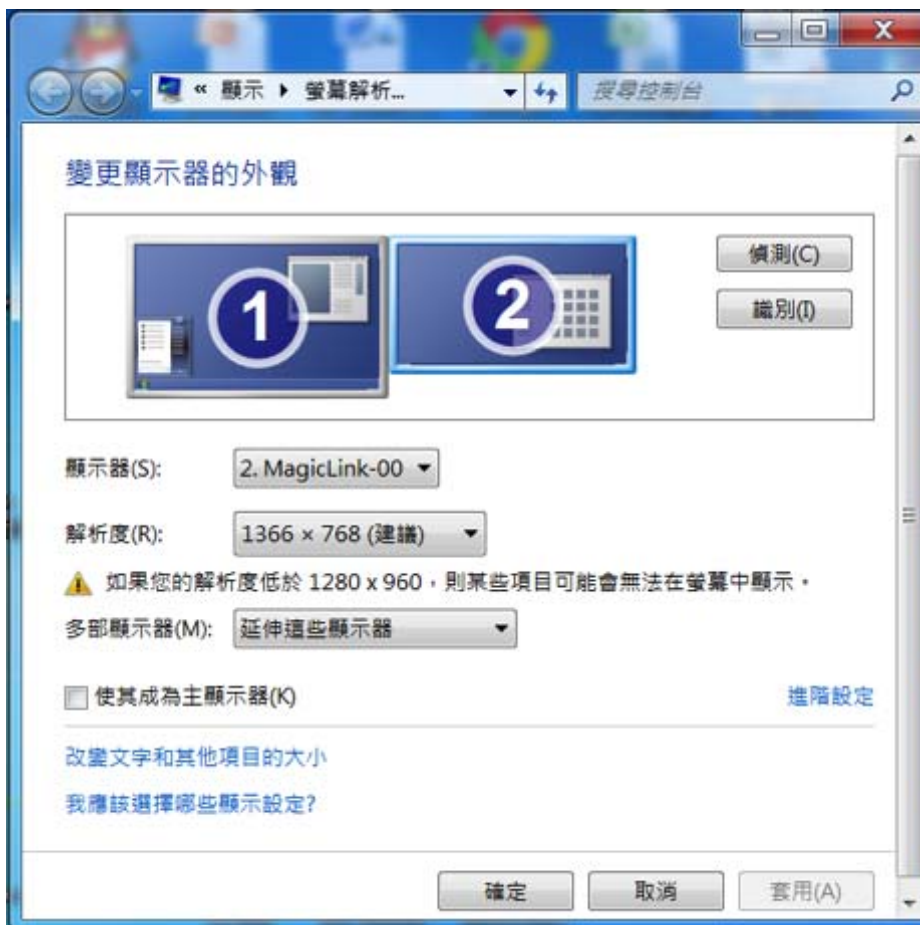 « 顯示 ▸ 螢幕解析... 搜尋控制台
變更顯示器的外觀
1 2
偵測(C)
識別(I)
顯示器(S): 2. MagicLink-00
解析度(R): 1366 × 768 (建議)
如果您的解析度低於 1280 x 960，則某些項目可能會無法在螢幕中顯示。
多部顯示器(M): 延伸這些顯示器
使其成為主顯示器(K) 進階設定
改變文字和其他項目的大小
我應該選擇哪些顯示設定?
確定 取消 套用(A)